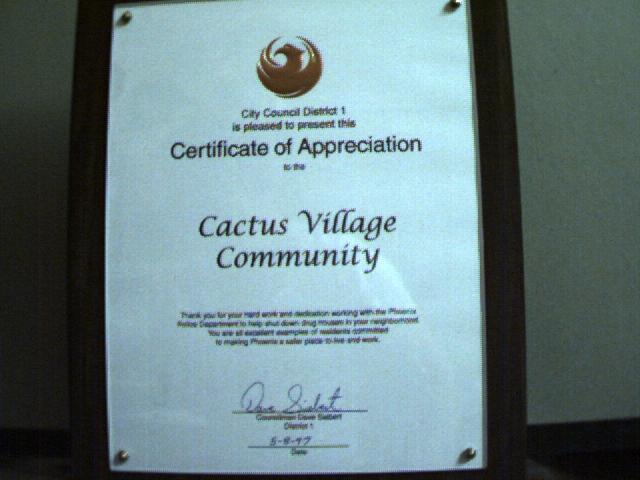 City Council District 1
is pleased to present this
Certificate of Appreciation
to the
Cactus Village
Community
Thank you for your hard work and dedication working with the Phoenix
Police Department to help shut down drug houses in your neighborhood.
You are all excellent examples of residents committed
to making Phoenix a safer place to live and work.
Dave Siebert
Councilman Dave Siebert
District 1
5-8-97
Date